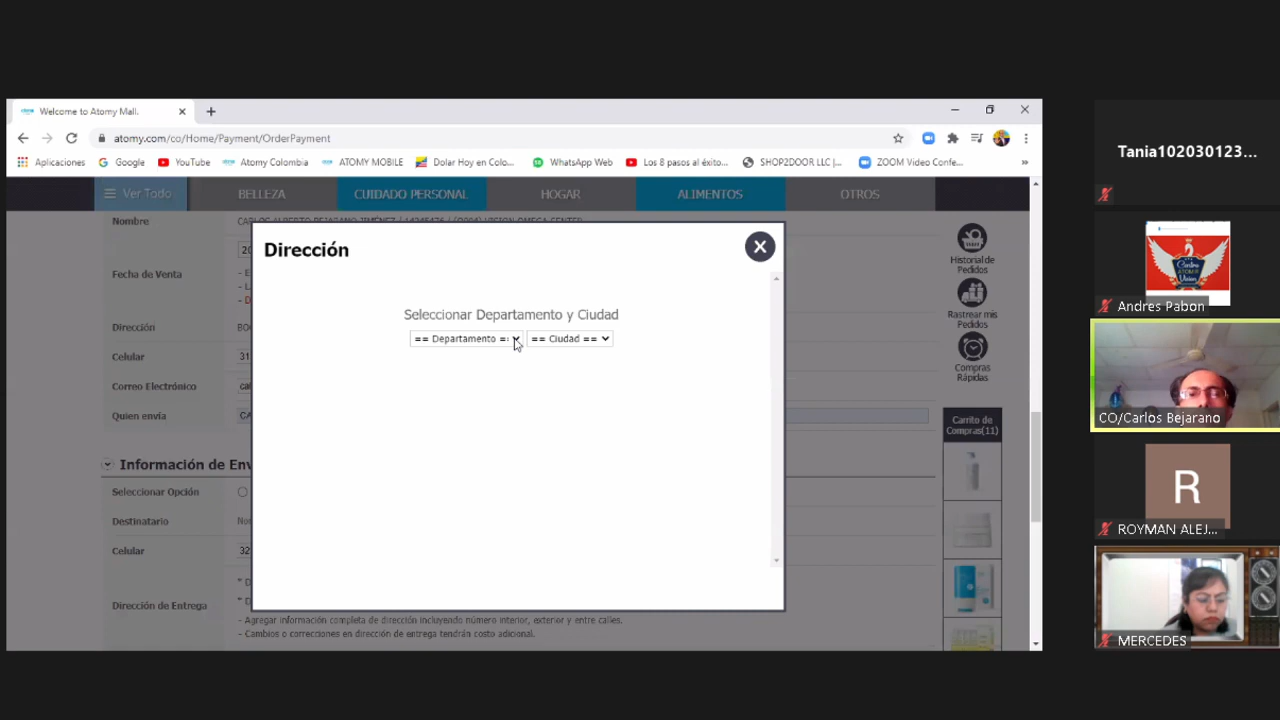 Welcome to Atomy Mall.
atomy.com/co/Home/Payment/OrderPayment
Aplicaciones
Google
YouTube
Atomy Colombia
ATOMY MOBILE
Dolar Hoy en Colo...
WhatsApp Web
Los 8 pasos al éxito...
SHOP2DOOR LLC |...
ZOOM Video Confe...
»
Ver Todo
BELLEZA
CUIDADO PERSONAL
HOGAR
ALIMENTOS
OTROS
Nombre
Fecha de Venta
Dirección
Celular
Correo Electrónico
Quien envía
Información de Env
Seleccionar Opción
Destinatario
Celular
Dirección de Entrega
- Agregar información completa de dirección incluyendo número interior, exterior y entre calles.
- Cambios o correcciones en dirección de entrega tendrán costo adicional.
Dirección
Seleccionar Departamento y Ciudad
== Departamento =
== Ciudad ==
Historial de
Pedidos
Rastrear mis
Pedidos
Compras
Rápidas
Carrito de
Compras(11)
Tania102030123...
Centro
ATOMY
Vision
Andres Pabon
CO/Carlos Bejarano
R
ROYMAN ALEJ...
MERCEDES